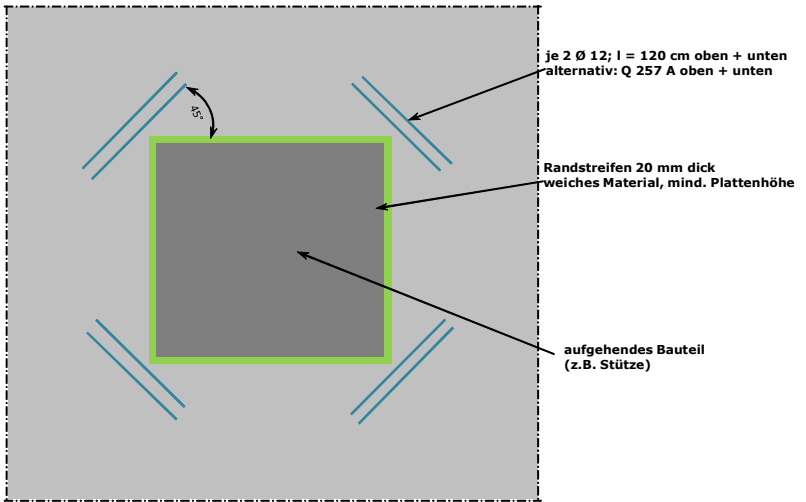 je 2 Ø 12; l = 120 cm oben + unten
alternativ: Q 257 A oben + unten
45°
Randstreifen 20 mm dick
weiches Material, mind. Plattenhöhe
aufgehendes Bauteil
(z.B. Stütze)